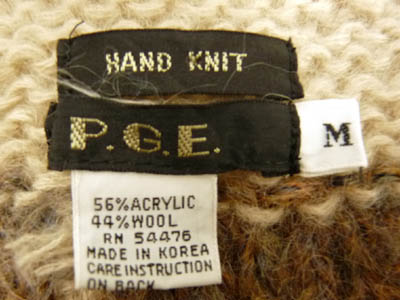 HAND KNIT
P.G.E.
M
56% ACRYLIC
44% WOOL
RN 54476
MADE IN KOREA
CARE INSTRUCTION
ON BACK